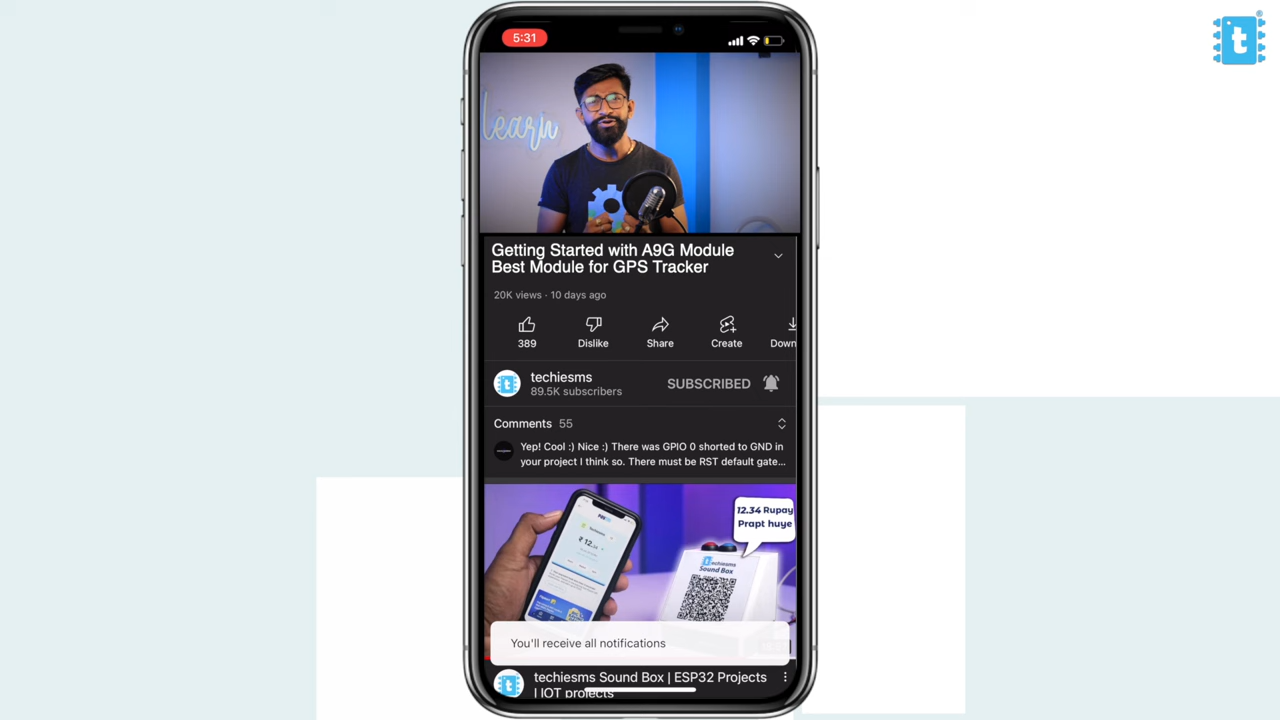 5:31
t
learn
Getting Started with A9G Module
Best Module for GPS Tracker
20K views · 10 days ago
389
Dislike
Share
Create
Down
t
techiesms
89.5K subscribers
SUBSCRIBED
Comments 55
Yep! Cool :) Nice :) There was GPIO 0 shorted to GND in
your project I think so. There must be RST default gate...
12.34 Rupay
Prapt huye
₹ 12.34
techiesms
Sound Box
You'll receive all notifications
t
techiesms Sound Box | ESP32 Projects
| IOT projects